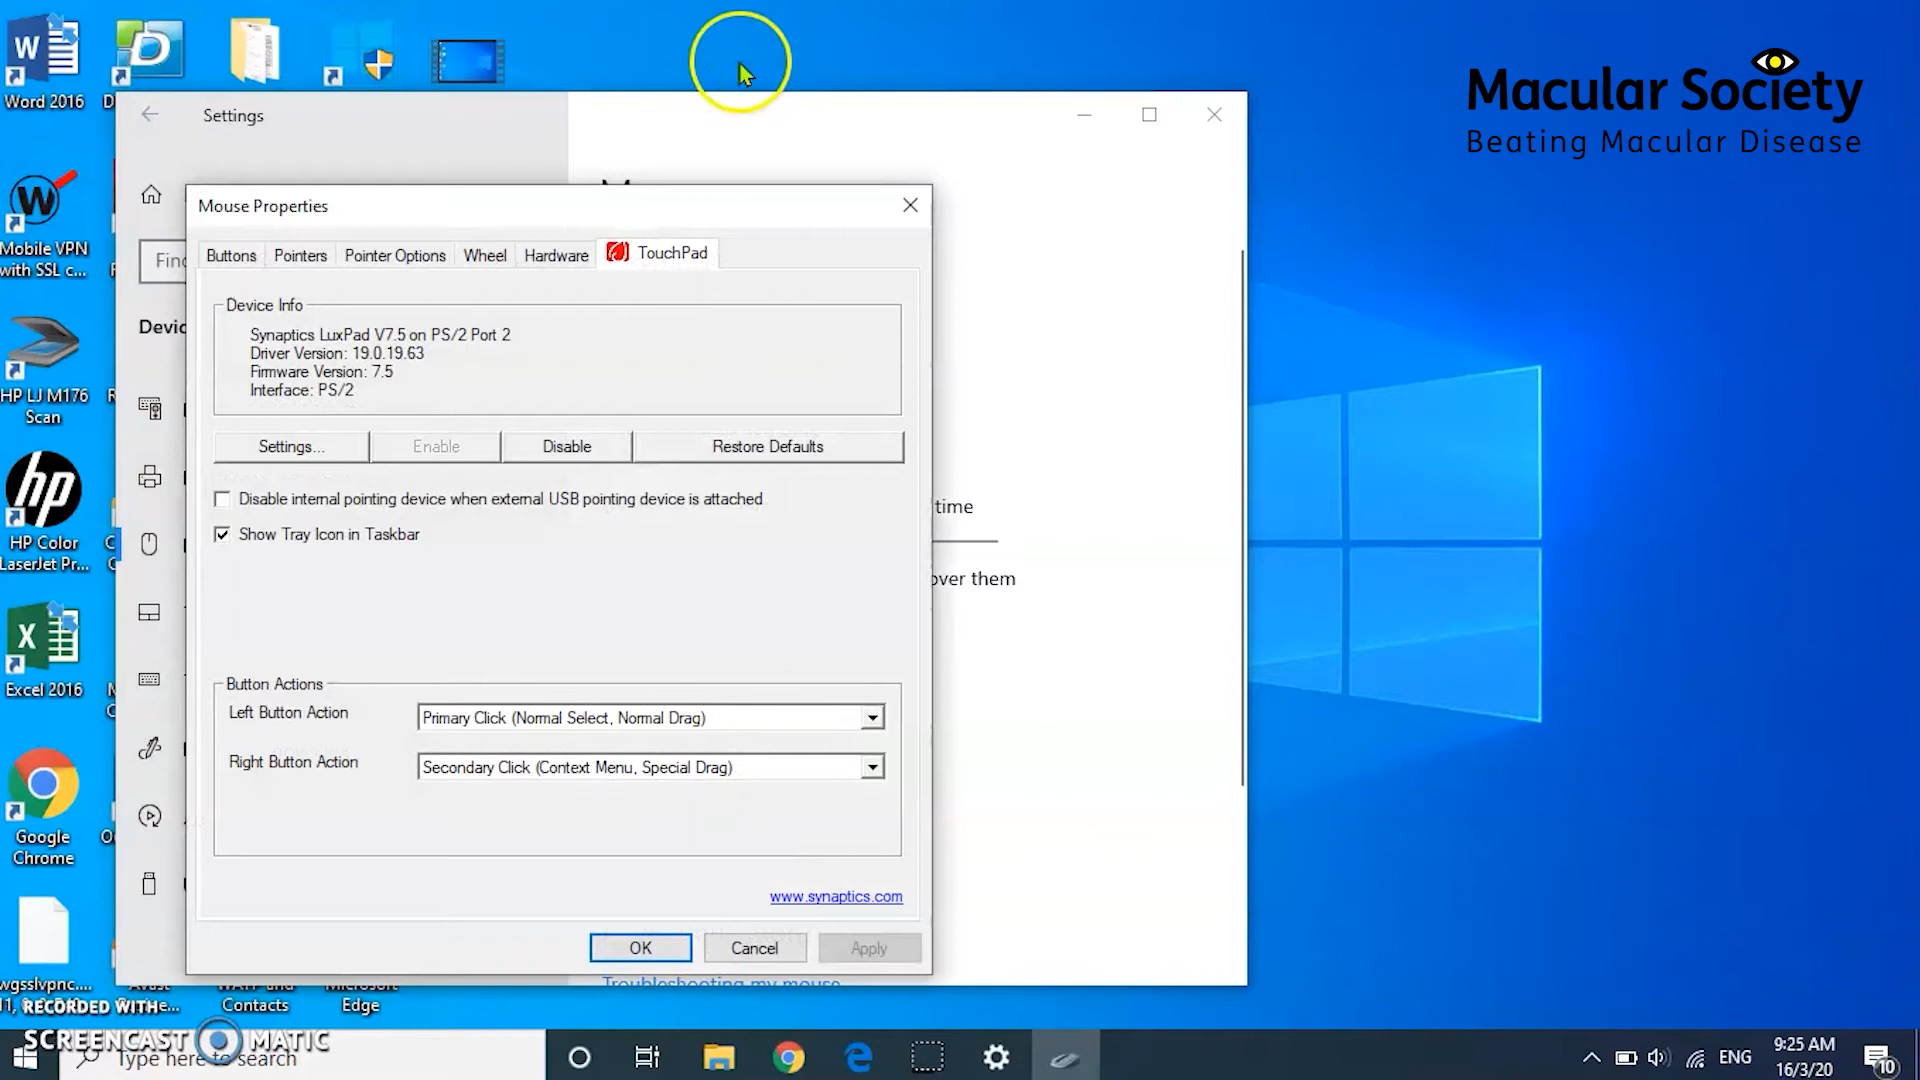 Word 2016
Mobile VPN
with SSL c...
HP LJ M176
Scan
hp
HP Color
LaserJet Pr...
Excel 2016
Google
Chrome
wgsslvpnc....
Contacts
Edge
Settings
Macular Society
Beating Macular Disease
Mouse Properties
Buttons
Pointers
Pointer Options
Wheel
Hardware
TouchPad
Device Info
Synaptics LuxPad V7.5 on PS/2 Port 2
Driver Version: 19.0.19.63
Firmware Version: 7.5
Interface: PS/2
Settings...
Enable
Disable
Restore Defaults
Disable internal pointing device when external USB pointing device is attached
Show Tray Icon in Taskbar
time
over them
Button Actions
Left Button Action
Primary Click (Normal Select, Normal Drag)
Right Button Action
Secondary Click (Context Menu, Special Drag)
www.synaptics.com
OK
Cancel
Apply
Troubleshooting my mouse
RECORDED WITH
SCREENCAST MATIC
Type here to search
ENG
9:25 AM
16/3/20
10